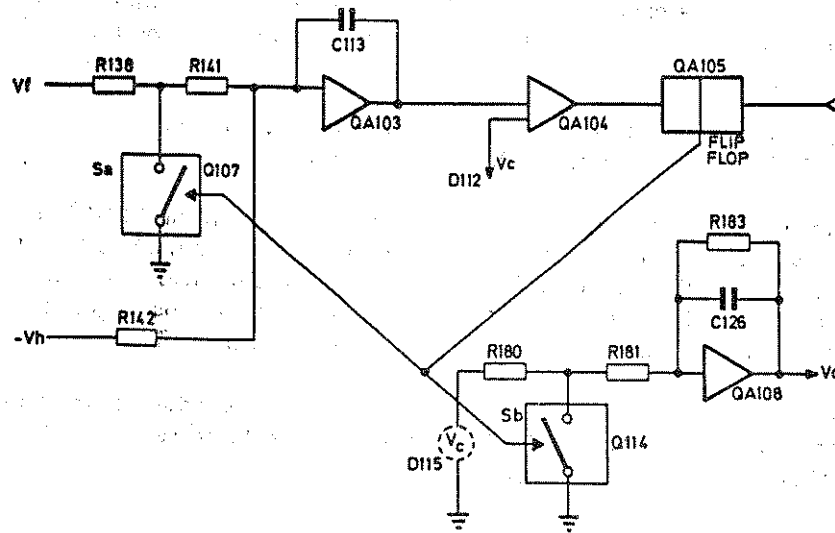 C113
QA105
R138
R141
Vf
QA103
QA104
FLIP
FLOP
Vc
D112
Sa
Q107
R183
R142
-Vh
C126
R180
R181
QA108
Sb
Vc
Q114
D115